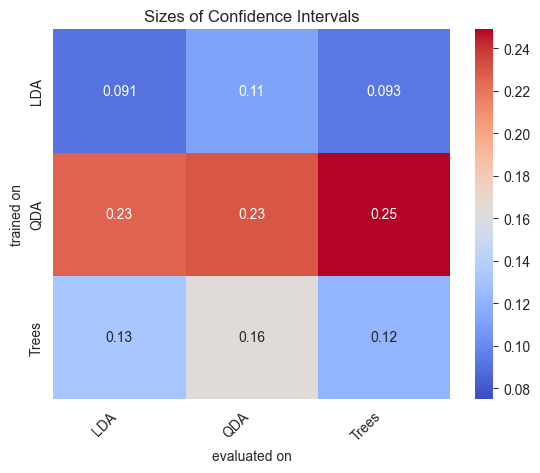 Sizes of Confidence Intervals
LDA
0.091
0.11
0.093
QDA
0.23
0.23
0.25
Trees
0.13
0.16
0.12
trained on
LDA
QDA
Trees
evaluated on
0.24
0.22
0.20
0.18
0.16
0.14
0.12
0.10
0.08